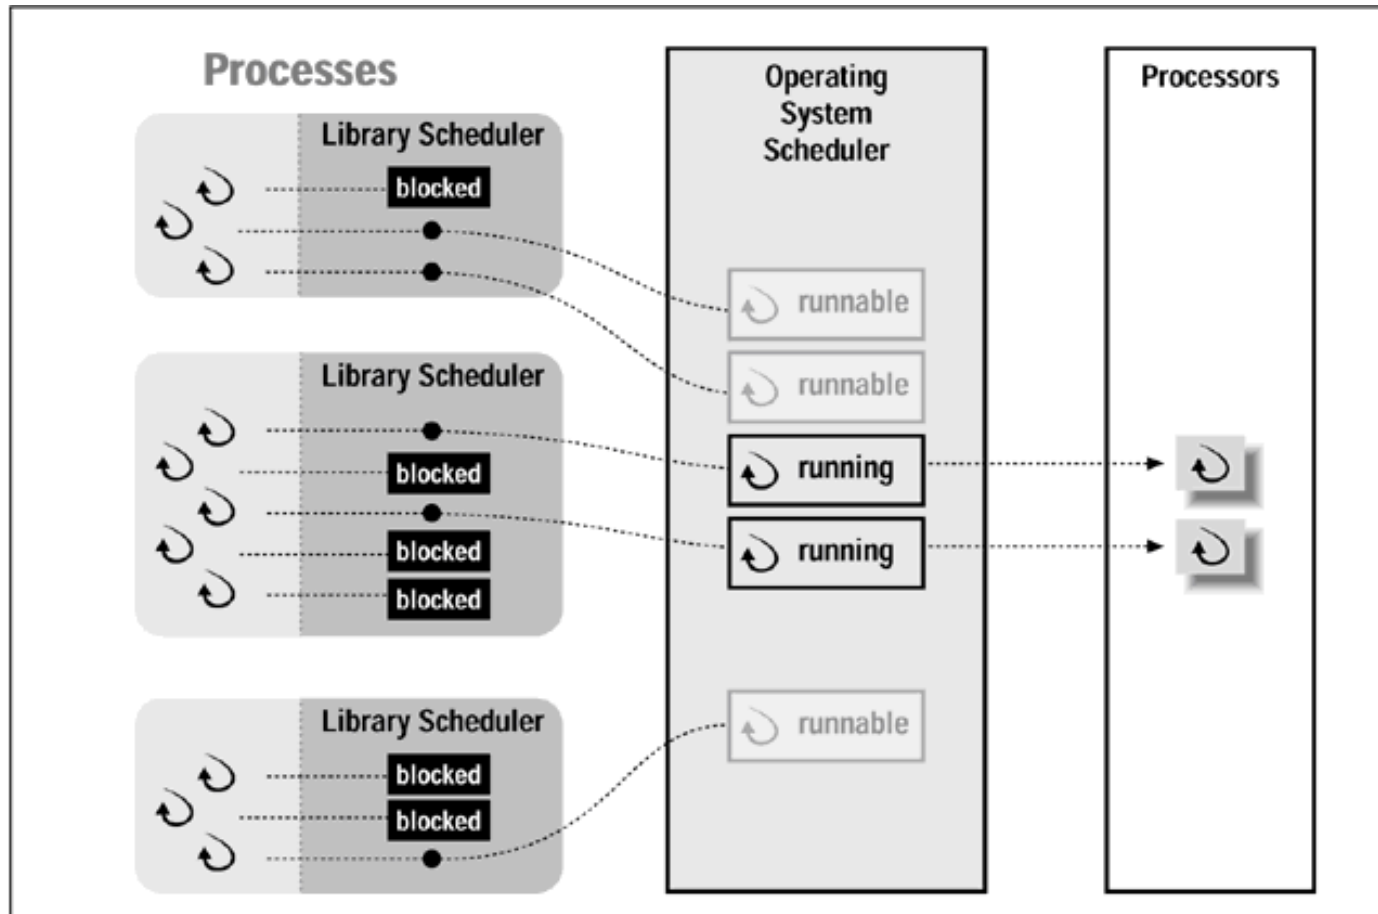 Processes
Library Scheduler
blocked
Library Scheduler
blocked
blocked
blocked
Library Scheduler
blocked
blocked
Operating
System
Scheduler
runnable
runnable
running
running
runnable
Processors